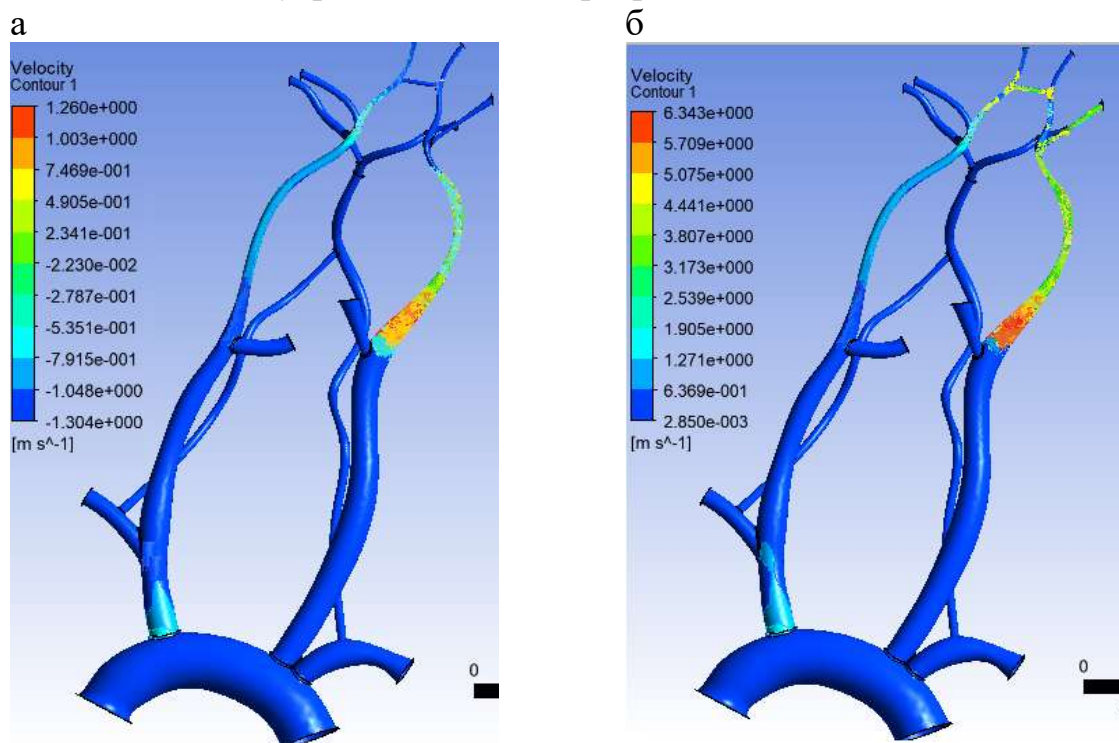 а
б
Velocity
Contour 1
1.260e+000
1.003e+000
7.469e-001
4.905e-001
2.341e-001
-2.230e-002
-2.787e-001
-5.351e-001
-7.915e-001
-1.048e+000
-1.304e+000
[m s^-1]
0
Velocity
Contour 1
6.343e+000
5.709e+000
5.075e+000
4.441e+000
3.807e+000
3.173e+000
2.539e+000
1.905e+000
1.271e+000
6.369e-001
2.850e-003
[m s^-1]
0